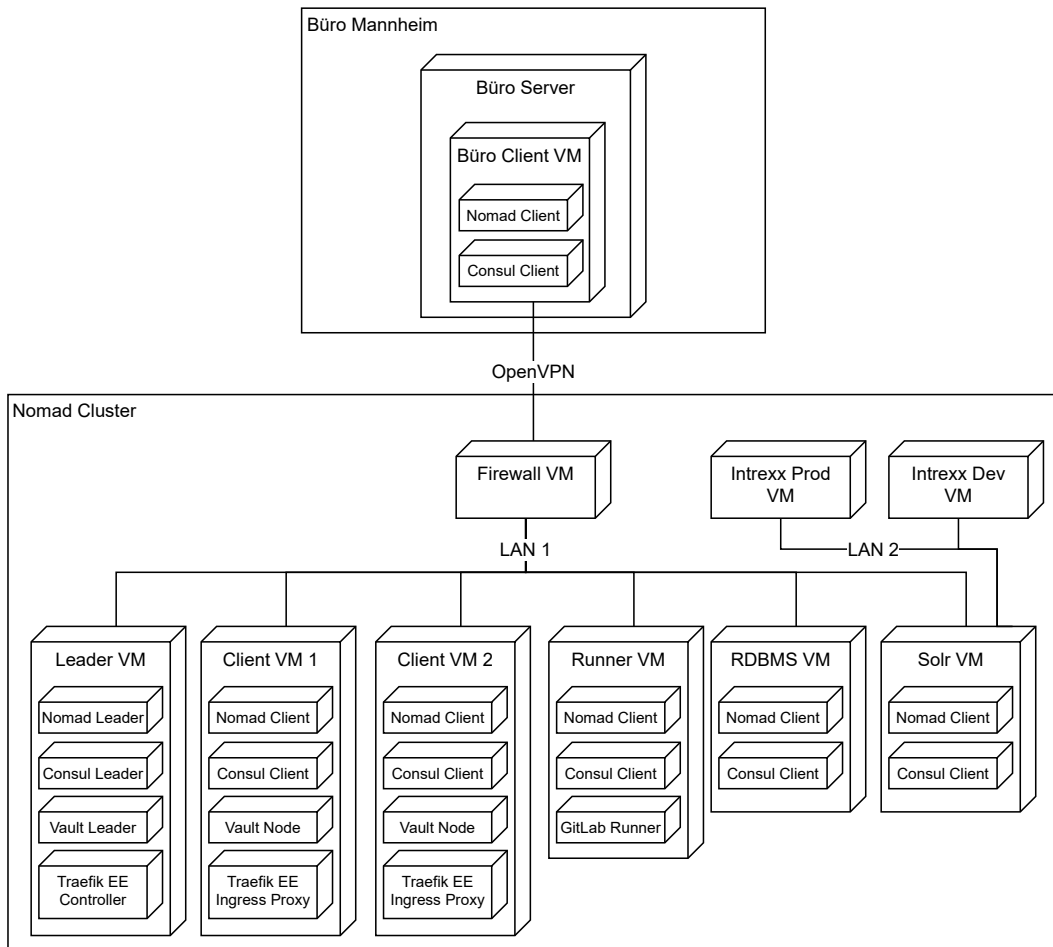 Büro Mannheim
Büro Server
Büro Client VM
Nomad Client
Consul Client
OpenVPN
Nomad Cluster
Firewall VM
Intrexx Prod
VM
Intrexx Dev
VM
LAN 1
LAN 2
Leader VM
Nomad Leader
Consul Leader
Vault Leader
Traefik EE
Controller
Client VM 1
Nomad Client
Consul Client
Vault Node
Traefik EE
Ingress Proxy
Client VM 2
Nomad Client
Consul Client
Vault Node
Traefik EE
Ingress Proxy
Runner VM
Nomad Client
Consul Client
GitLab Runner
RDBMS VM
Nomad Client
Consul Client
Solr VM
Nomad Client
Consul Client